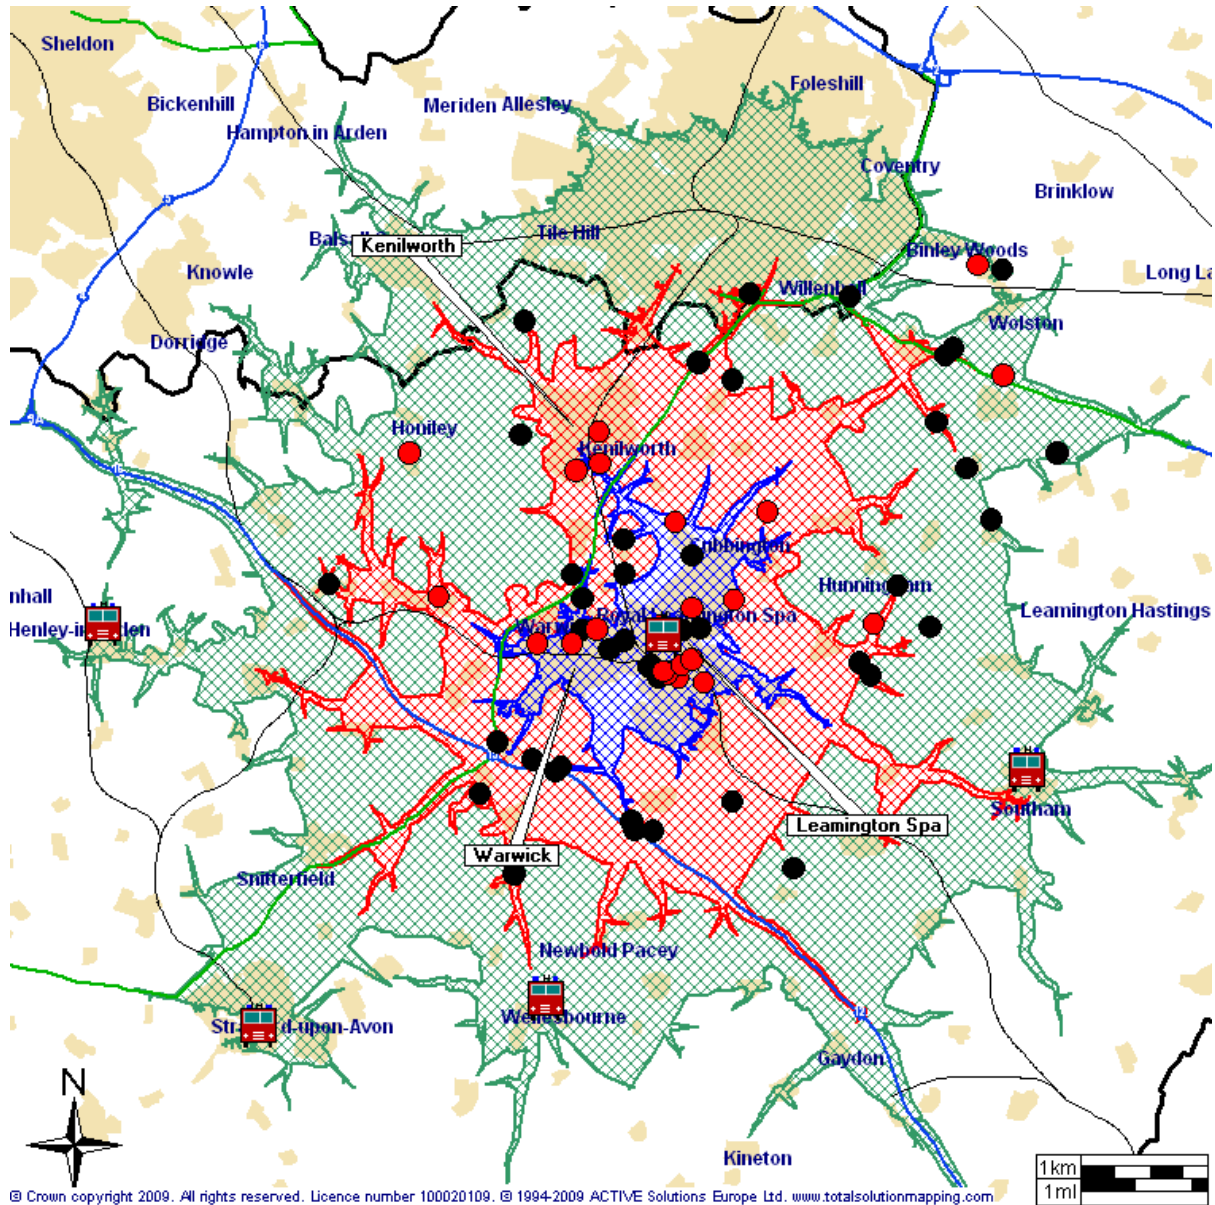 Sheldon
Foleshill
Bickenhill
Meriden Allesley
Hampton in Arden
Coventry
Brinklow
Tile Hill
Kenilworth
Binley Woods
Knowle
Long La
Willenhall
Wolston
Dorridge
Honiley
Kenilworth
Cubbington
Hunningham
nhall
Leamington Hastings
Royal Leamington Spa
Warwick
Henley-in-Arden
Southam
Leamington Spa
Warwick
Snitterfield
Newbold Pacey
Wellesbourne
Gaydon
N
Kineton
1km
1ml
© Crown copyright 2009. All rights reserved. Licence number 100020109. © 1994-2009 ACTIVE Solutions Europe Ltd. www.totalsolutionmapping.com